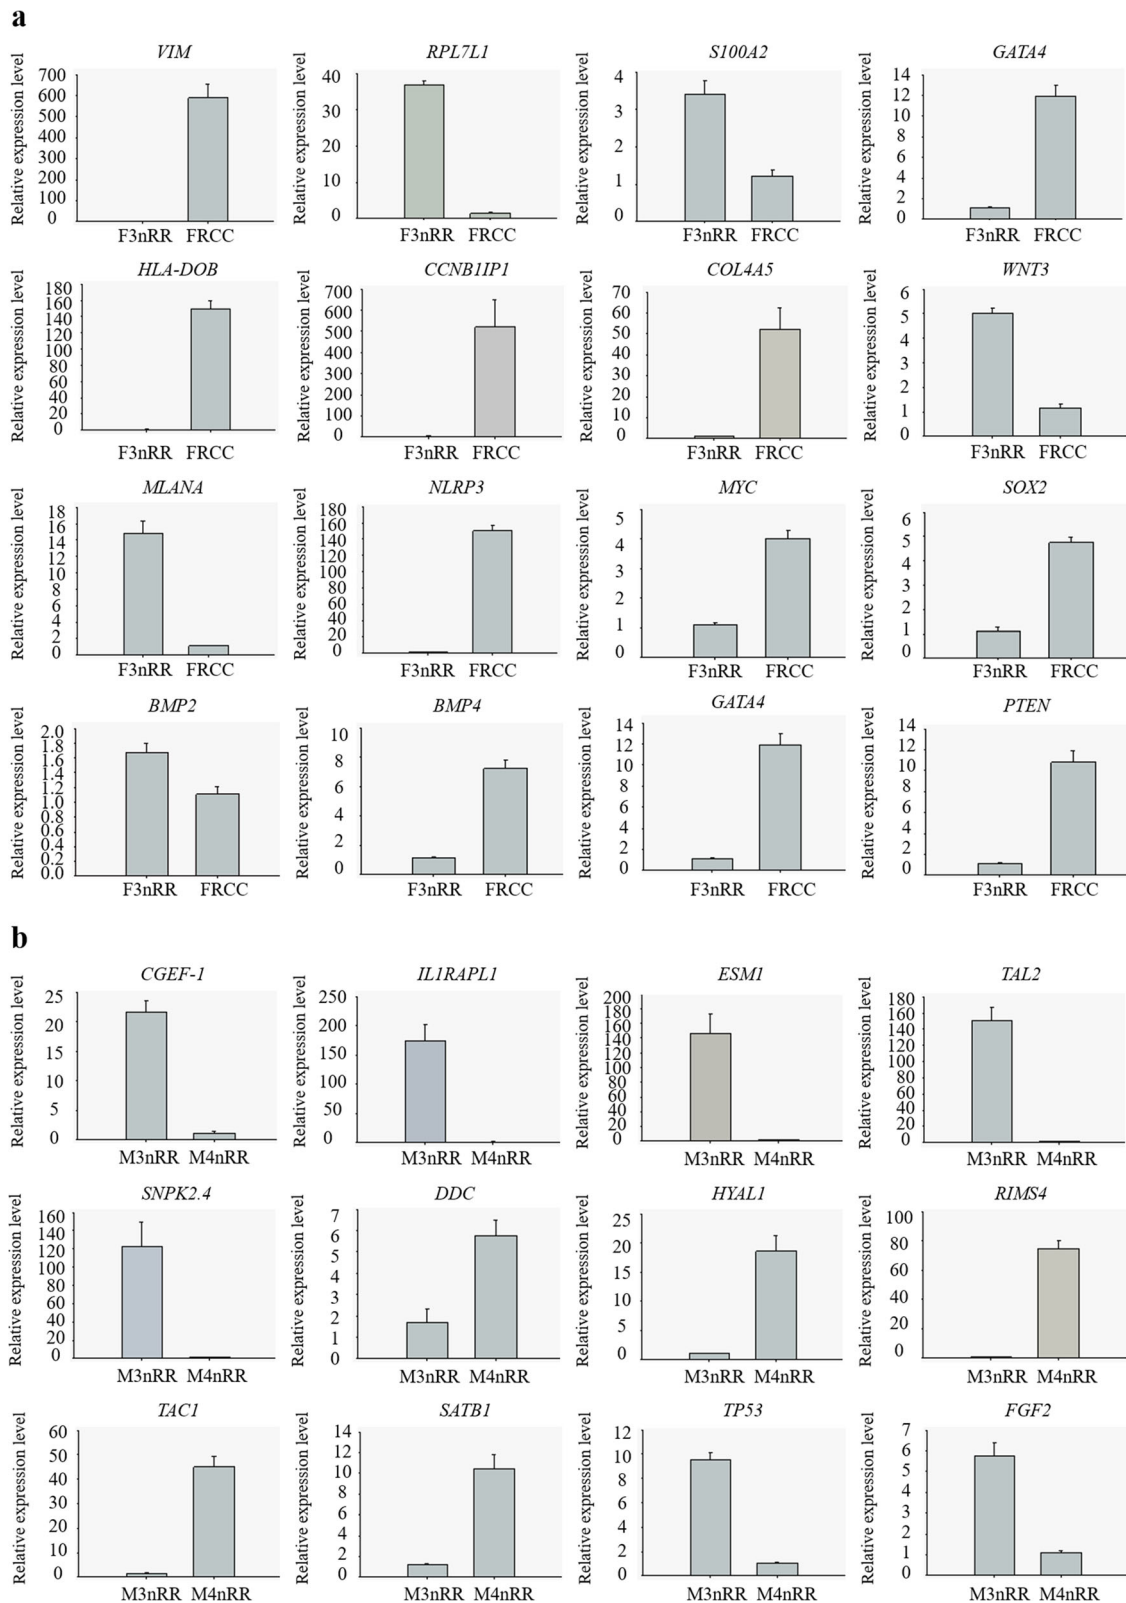 a
VIM RPL7L1 S100A2 GATA4
Relative expression level Relative expression level Relative expression level Relative expression level
700 600 500 400 300 200 100 0
40 30 20 10 0
4 3 2 1 0
14 12 10 8 6 4 2 0
F3nRR FRCC F3nRR FRCC F3nRR FRCC F3nRR FRCC
HLA-DOB CCNB1IP1 COL4A5 WNT3
Relative expression level Relative expression level Relative expression level Relative expression level
180 160 140 120 100 80 60 40 20 0
700 600 500 400 300 200 100 0
70 60 50 40 30 20 10 0
6 5 4 3 2 1 0
F3nRR FRCC F3nRR FRCC F3nRR FRCC F3nRR FRCC
MLANA NLRP3 MYC SOX2
Relative expression level Relative expression level Relative expression level Relative expression level
18 16 14 12 10 8 6 4 2 0
180 160 140 120 100 80 60 40 20 0
5 4 3 2 1 0
6 5 4 3 2 1 0
F3nRR FRCC F3nRR FRCC F3nRR FRCC F3nRR FRCC
BMP2 BMP4 GATA4 PTEN
Relative expression level Relative expression level Relative expression level Relative expression level
2.0 1.8 1.6 1.4 1.2 1.0 0.8 0.6 0.4 0.2 0.0
10 8 6 4 2 0
14 12 10 8 6 4 2 0
14 12 10 8 6 4 2 0
F3nRR FRCC F3nRR FRCC F3nRR FRCC F3nRR FRCC
b
CGEF-1 IL1RAPL1 ESM1 TAL2
Relative expression level Relative expression level Relative expression level Relative expression level
25 20 15 10 5 0
250 200 150 100 50 0
200 180 160 140 120 100 80 60 40 20 0
180 160 140 120 100 80 60 40 20 0
M3nRR M4nRR M3nRR M4nRR M3nRR M4nRR M3nRR M4nRR
SNPK2.4 DDC HYAL1 RIMS4
Relative expression level Relative expression level Relative expression level Relative expression level
160 140 120 100 80 60 40 20 0
7 6 5 4 3 2 1 0
25 20 15 10 5 0
100 80 60 40 20 0
M3nRR M4nRR M3nRR M4nRR M3nRR M4nRR M3nRR M4nRR
TAC1 SATB1 TP53 FGF2
Relative expression level Relative expression level Relative expression level Relative expression level
60 50 40 30 20 10 0
14 12 10 8 6 4 2 0
12 10 8 6 4 2 0
7 6 5 4 3 2 1 0
M3nRR M4nRR M3nRR M4nRR M3nRR M4nRR M3nRR M4nRR